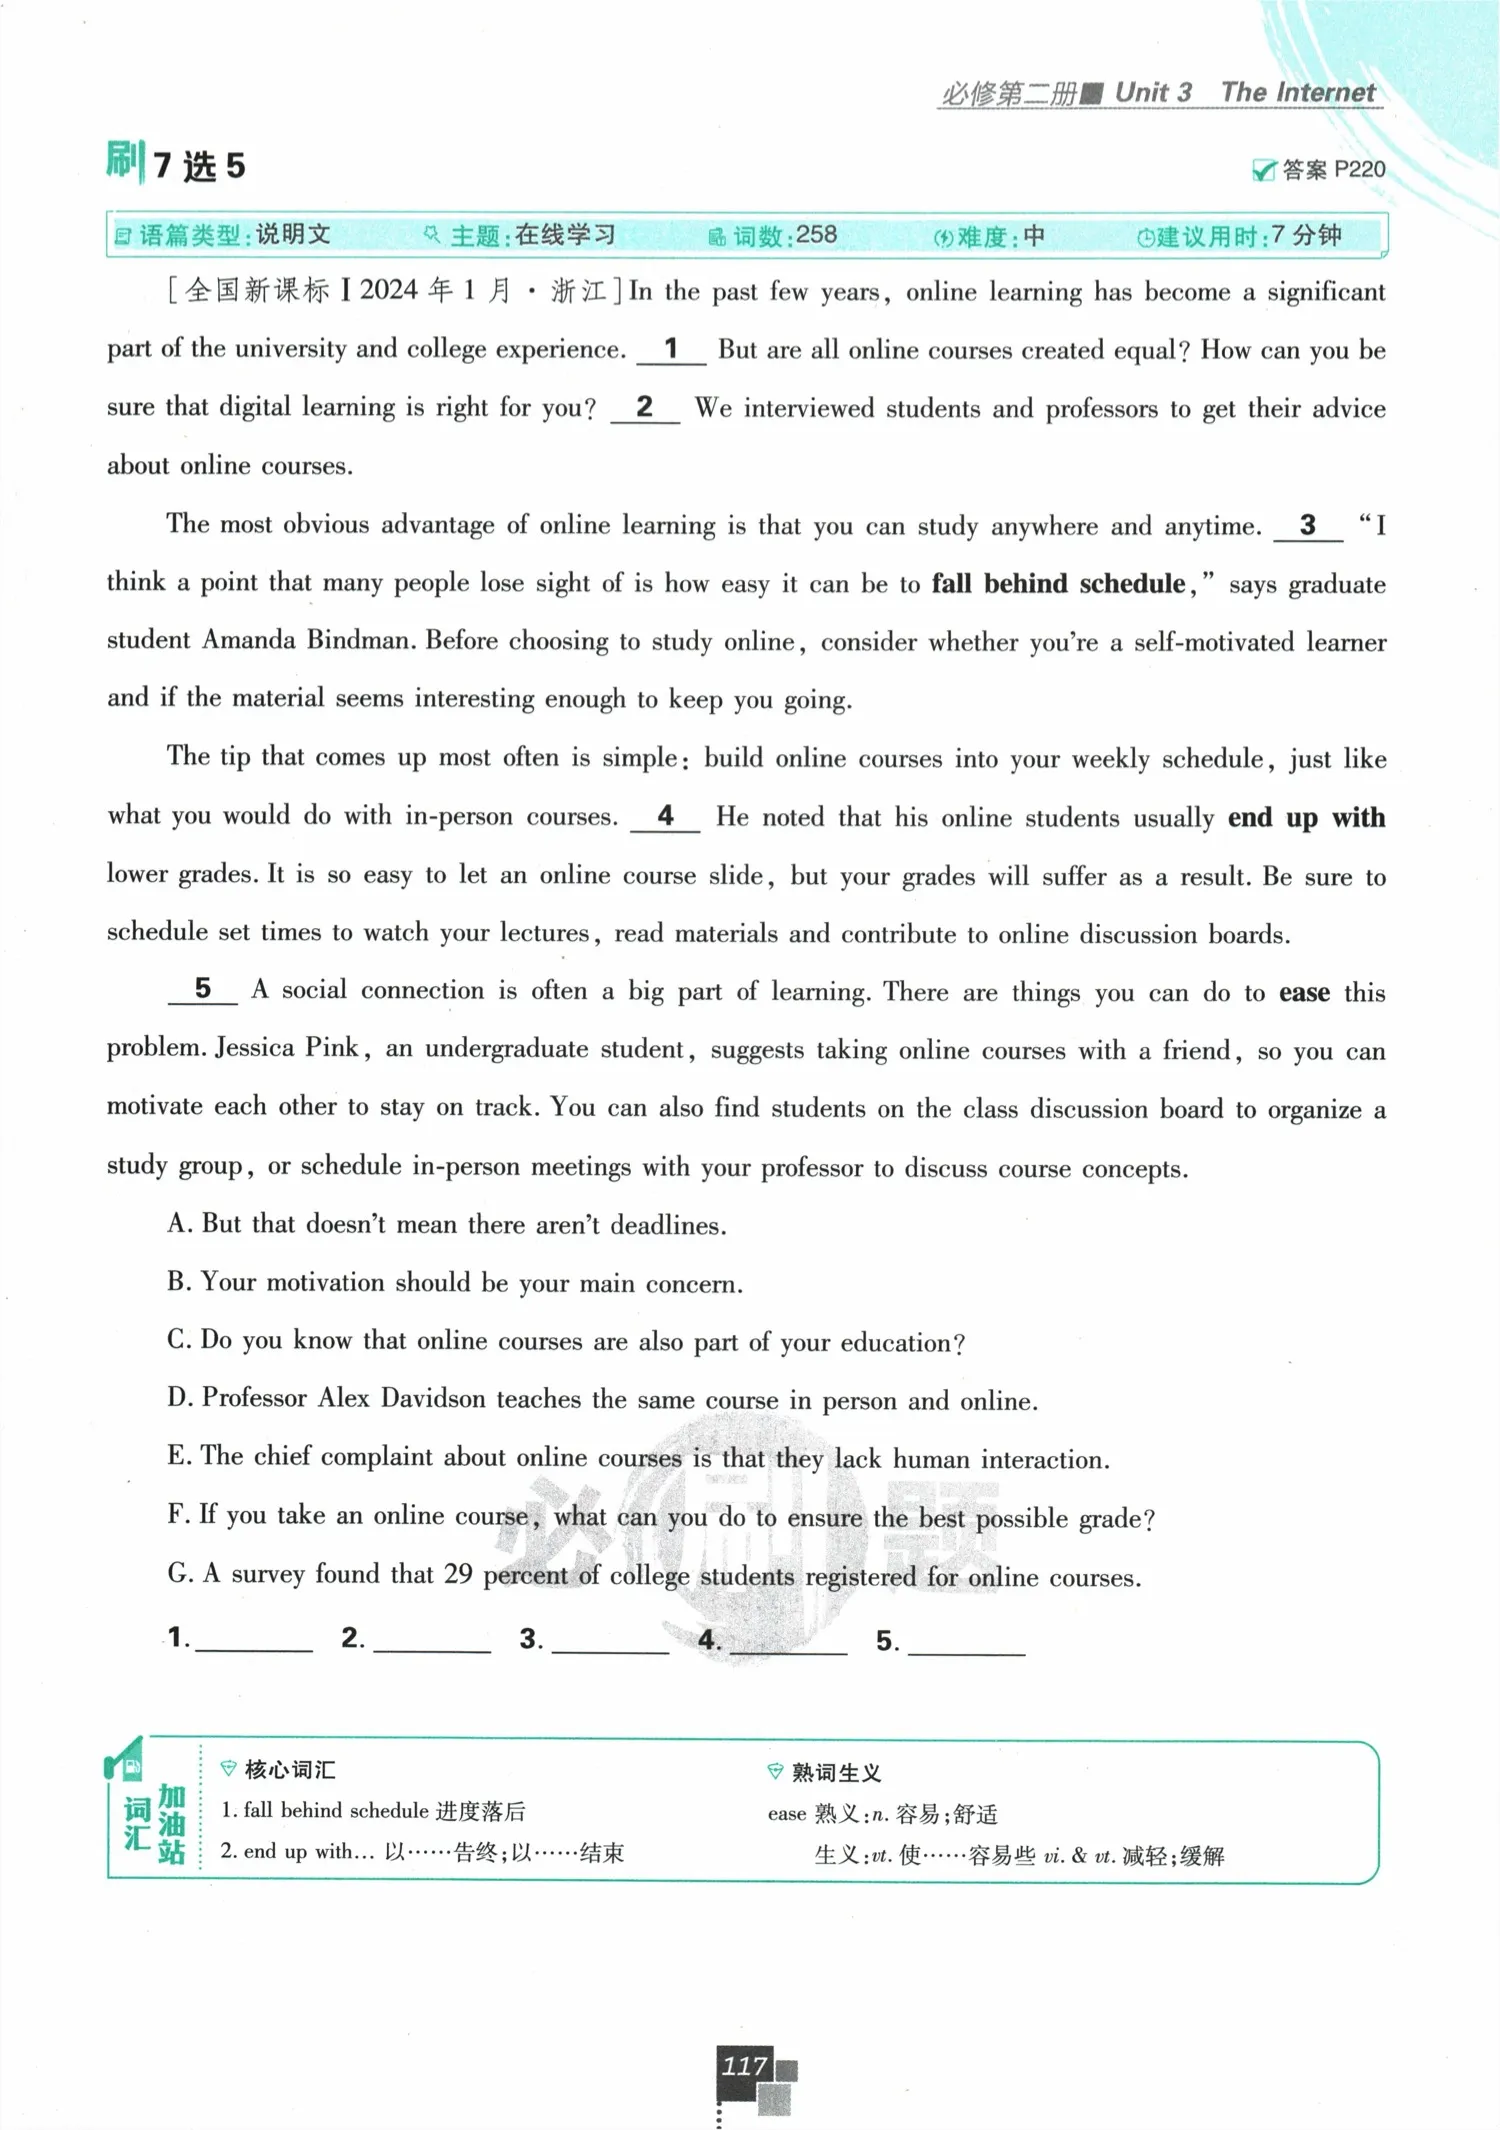 必修第二册■ Unit 3 The Internet
刷 7 选 5
答案 P220
语篇类型:说明文 主题:在线学习 词数:258 难度:中 建议用时:7 分钟
[全国新课标 I 2024 年 1 月·浙江]In the past few years, online learning has become a significant
part of the university and college experience. 1 But are all online courses created equal? How can you be
sure that digital learning is right for you? 2 We interviewed students and professors to get their advice
about online courses.
The most obvious advantage of online learning is that you can study anywhere and anytime. 3 “I
think a point that many people lose sight of is how easy it can be to fall behind schedule,” says graduate
student Amanda Bindman. Before choosing to study online, consider whether you’re a self-motivated learner
and if the material seems interesting enough to keep you going.
The tip that comes up most often is simple: build online courses into your weekly schedule, just like
what you would do with in-person courses. 4 He noted that his online students usually end up with
lower grades. It is so easy to let an online course slide, but your grades will suffer as a result. Be sure to
schedule set times to watch your lectures, read materials and contribute to online discussion boards.
5 A social connection is often a big part of learning. There are things you can do to ease this
problem. Jessica Pink, an undergraduate student, suggests taking online courses with a friend, so you can
motivate each other to stay on track. You can also find students on the class discussion board to organize a
study group, or schedule in-person meetings with your professor to discuss course concepts.
A. But that doesn’t mean there aren’t deadlines.
B. Your motivation should be your main concern.
C. Do you know that online courses are also part of your education?
D. Professor Alex Davidson teaches the same course in person and online.
E. The chief complaint about online courses is that they lack human interaction.
F. If you take an online course, what can you do to ensure the best possible grade?
G. A survey found that 29 percent of college students registered for online courses.
必刷题
1.________ 2.________ 3.________ 4.________ 5.________
词汇加油站
核心词汇
1. fall behind schedule 进度落后
2. end up with… 以……告终;以……结束
熟词生义
ease 熟义:n. 容易;舒适
生义:vt. 使……容易些 vi. & vt. 减轻;缓解
117